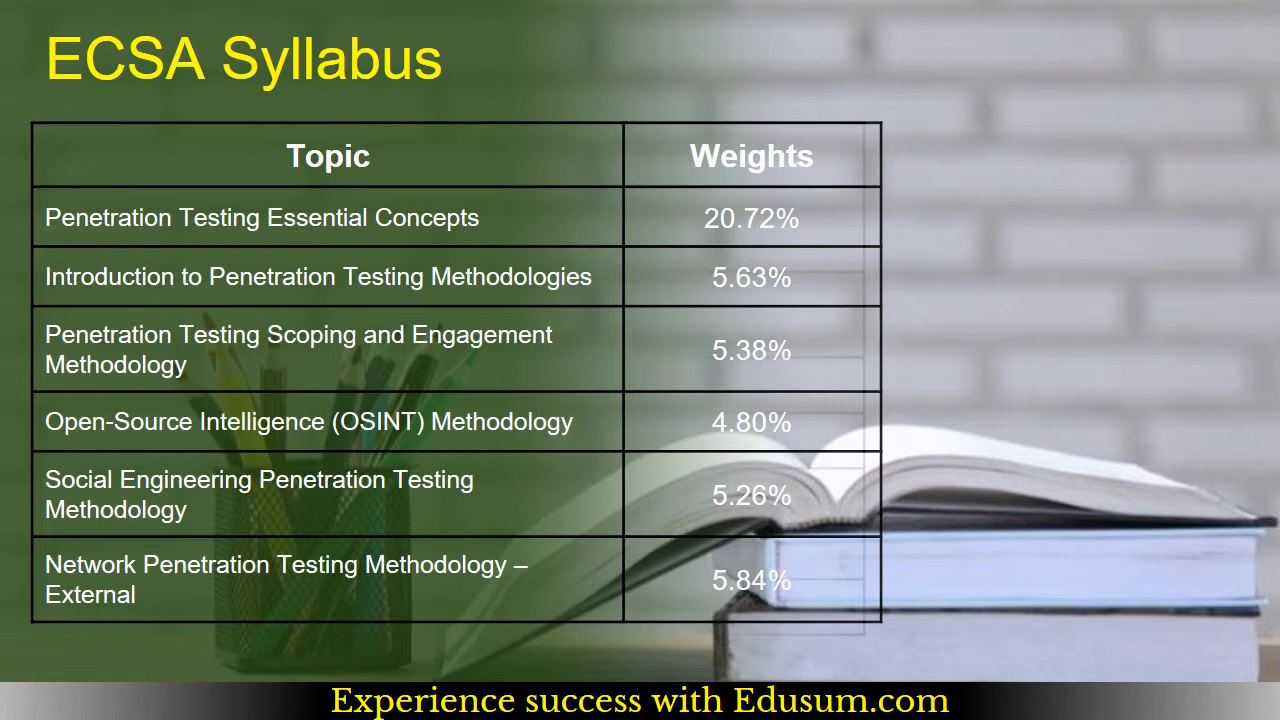 ECSA Syllabus
Topic
Weights
Penetration Testing Essential Concepts
20.72%
Introduction to Penetration Testing Methodologies
5.63%
Penetration Testing Scoping and Engagement
Methodology
5.38%
Open-Source Intelligence (OSINT) Methodology
4.80%
Social Engineering Penetration Testing
Methodology
5.26%
Network Penetration Testing Methodology –
External
5.84%
Experience success with Edusum.com